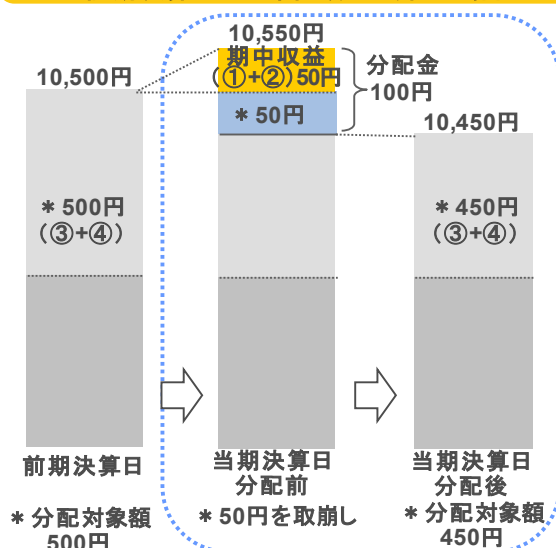 10,550円
期中収益
(①+②)50円
分配金
100円
10,500円
＊50円
10,450円
＊500円
(③+④)
＊450円
(③+④)
前期決算日
当期決算日
分配前
当期決算日
分配後
＊分配対象額
500円
＊50円を取崩し
＊分配対象額
450円